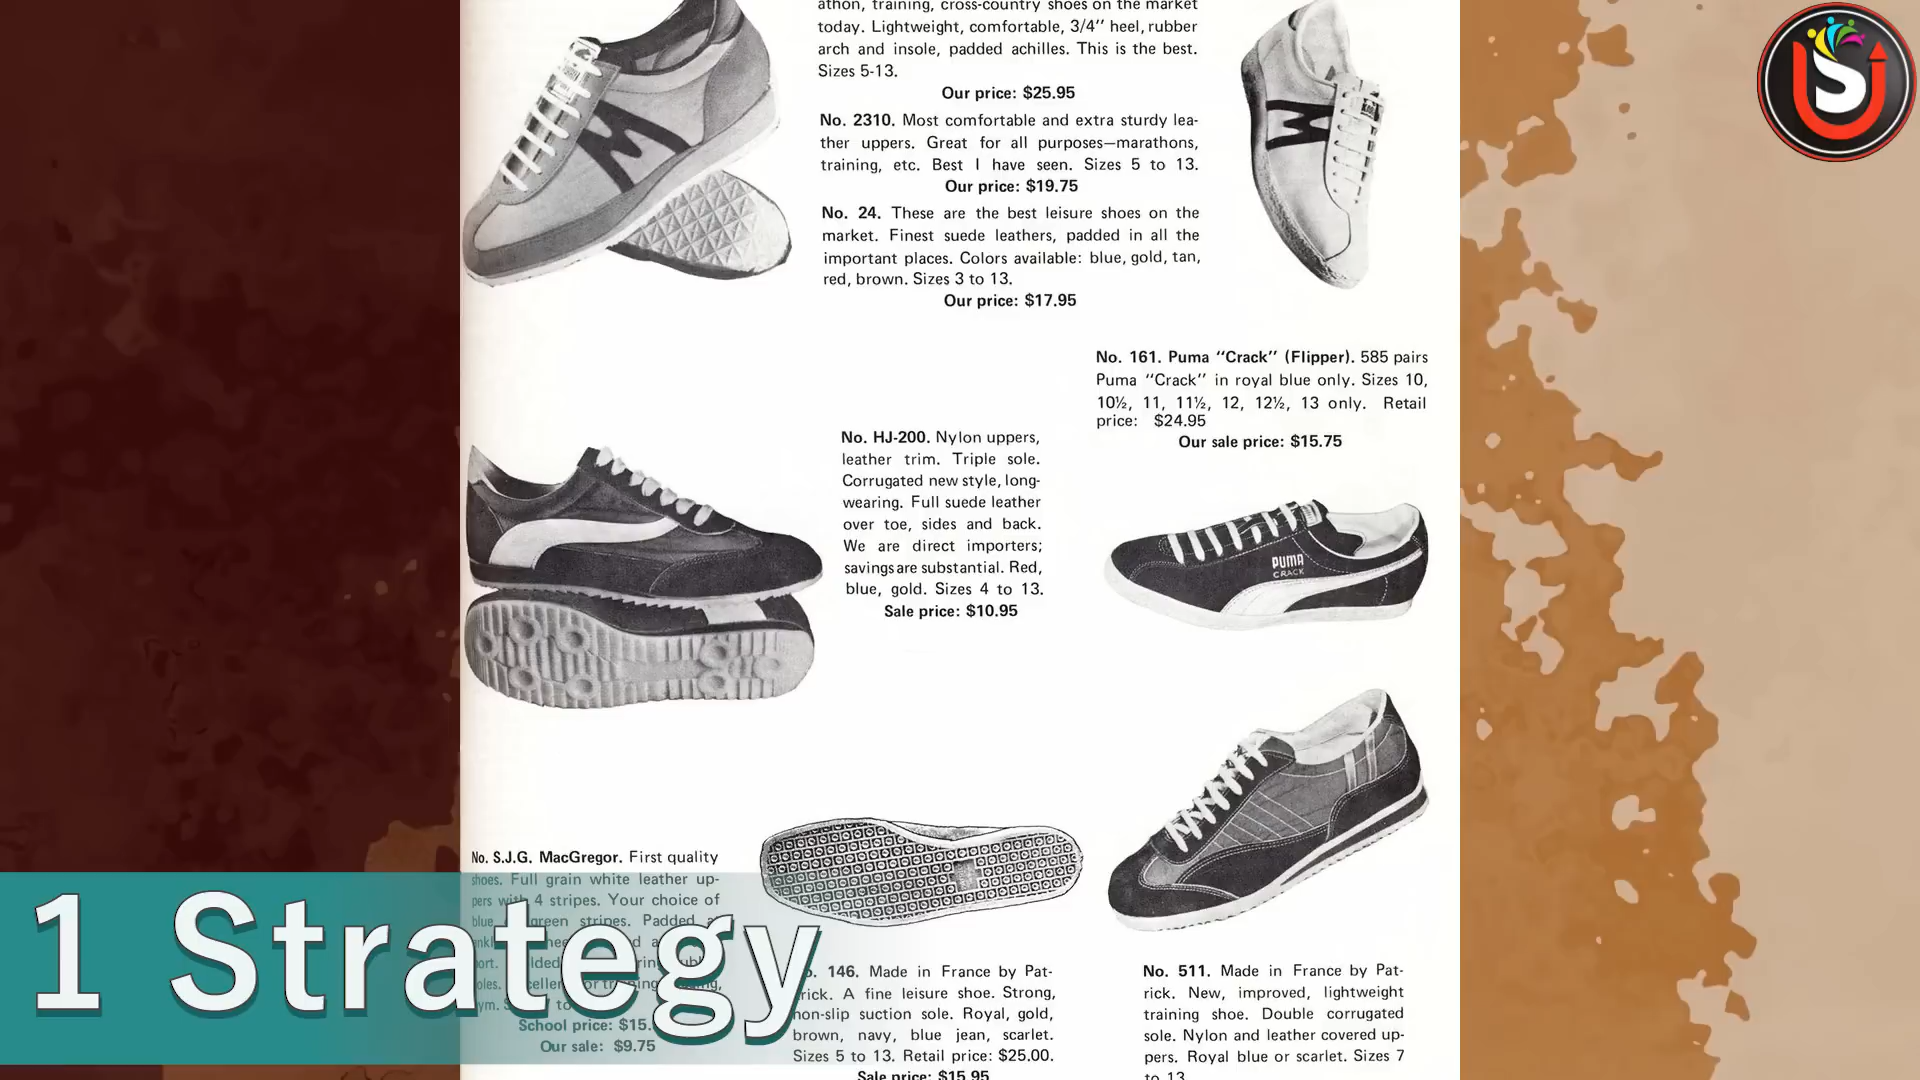 athon, training, cross-country shoes on the market
today. Lightweight, comfortable, 3/4" heel, rubber
arch and insole, padded achilles. This is the best.
Sizes 5-13.
Our price: $25.95
No. 2310. Most comfortable and extra sturdy lea-
ther uppers. Great for all purposes—marathons,
training, etc. Best I have seen. Sizes 5 to 13.
Our price: $19.75
No. 24. These are the best leisure shoes on the
market. Finest suede leathers, padded in all the
important places. Colors available: blue, gold, tan,
red, brown. Sizes 3 to 13.
Our price: $17.95
No. 161. Puma "Crack" (Flipper). 585 pairs
Puma "Crack" in royal blue only. Sizes 10,
10½, 11, 11½, 12, 12½, 13 only. Retail
price: $24.95
Our sale price: $15.75
No. HJ-200. Nylon uppers,
leather trim. Triple sole.
Corrugated new style, long-
wearing. Full suede leather
over toe, sides and back.
We are direct importers;
savings are substantial. Red,
blue, gold. Sizes 4 to 13.
Sale price: $10.95
PUMA
CRACK
No. S.J.G. MacGregor. First quality
shoes. Full grain white leather up-
pers with 4 stripes. Your choice of
blue green stripes. Padded
School price: $15.
Our sale: $9.75
1 Strategy
146. Made in France by Pat-
rick. A fine leisure shoe. Strong,
non-slip suction sole. Royal, gold,
brown, navy, blue jean, scarlet.
Sizes 5 to 13. Retail price: $25.00.
Sale price: $15.95
No. 511. Made in France by Pat-
rick. New, improved, lightweight
training shoe. Double corrugated
sole. Nylon and leather covered up-
pers. Royal blue or scarlet. Sizes 7
to 13.
US